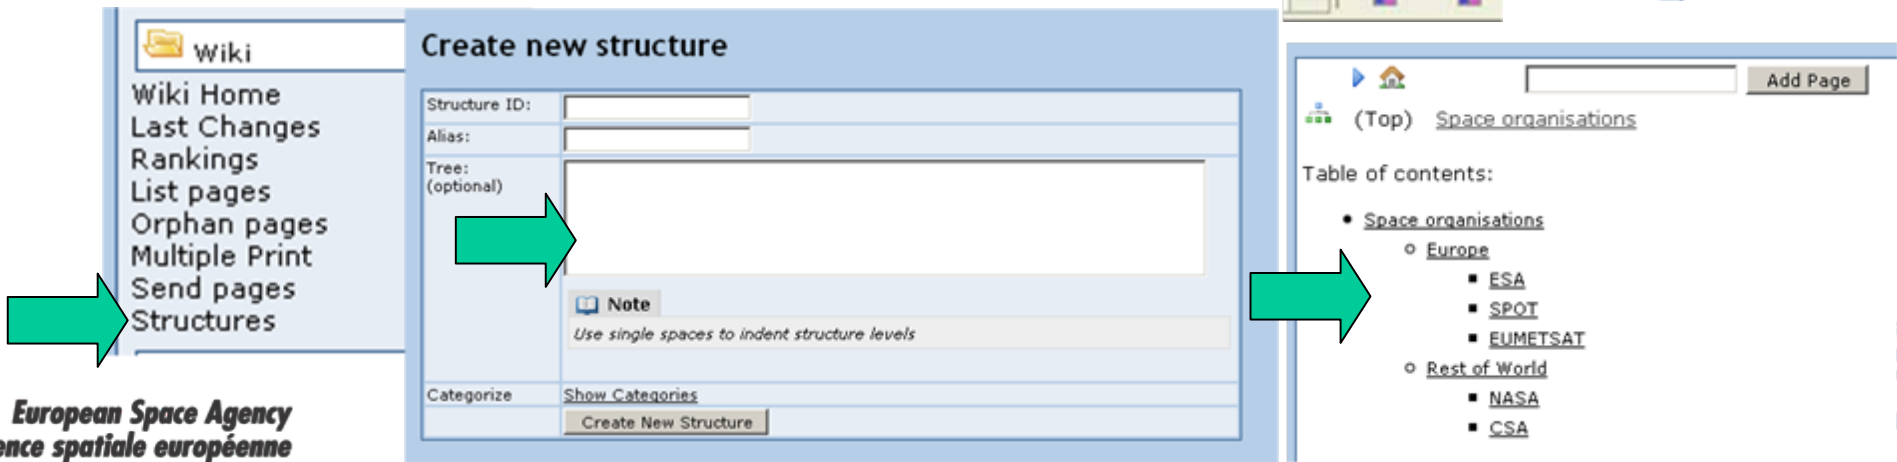 Wiki
Wiki Home
Last Changes
Rankings
List pages
Orphan pages
Multiple Print
Send pages
Structures
European Space Agency
ence spatiale européenne
Create new structure
Structure ID:
Alias:
Tree:
(optional)
Note
Use single spaces to indent structure levels
Categorize
Show Categories
Create New Structure
Add Page
(Top) Space organisations
Table of contents:
Space organisations
Europe
ESA
SPOT
EUMETSAT
Rest of World
NASA
CSA